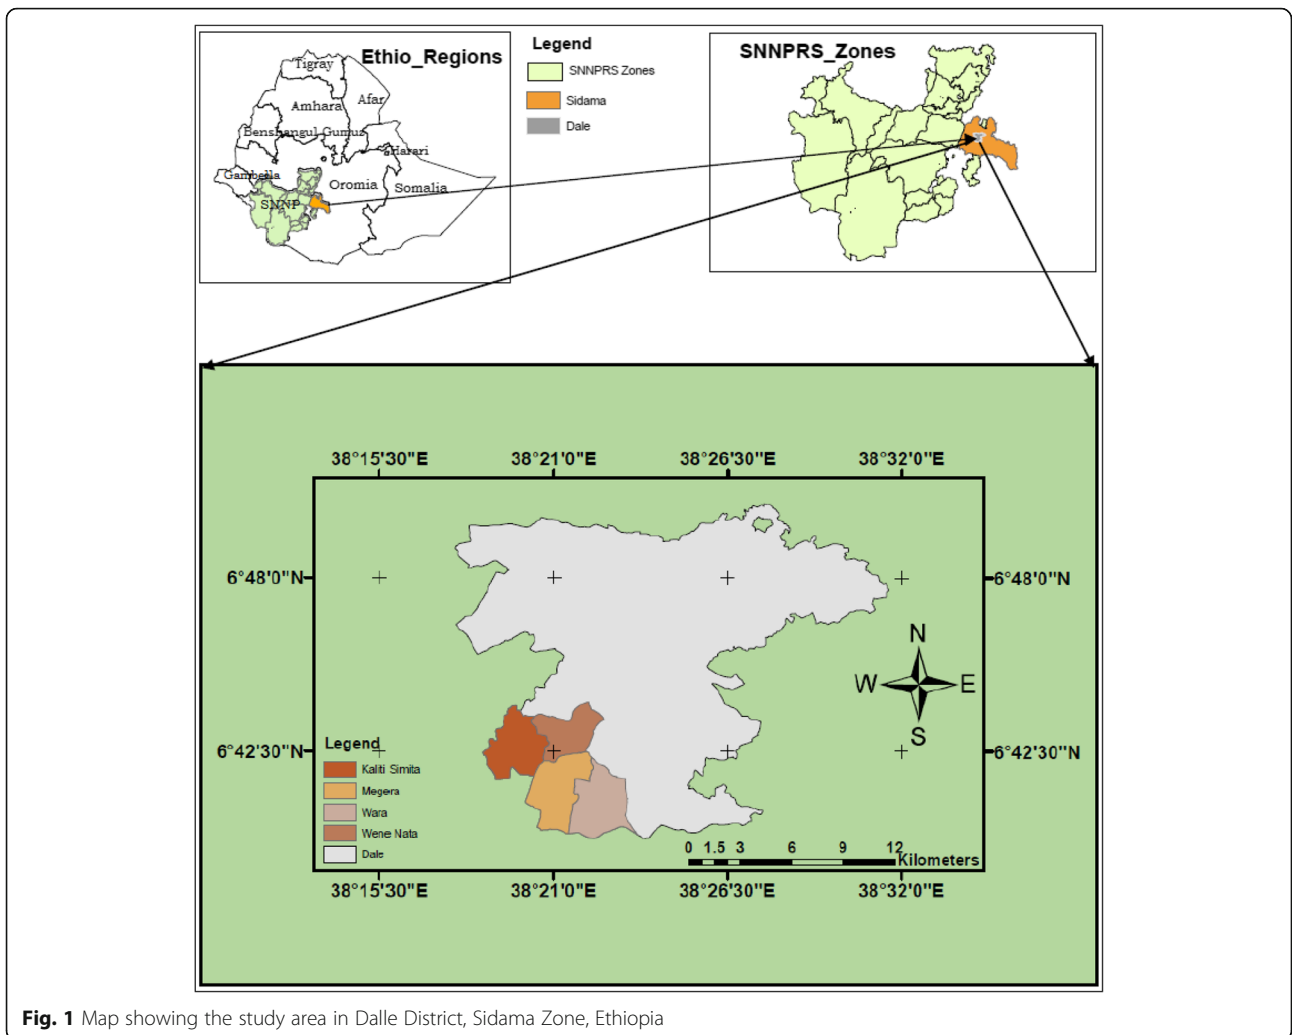 Ethio_Regions
Tigray
Afar
Amhara
Benshangul Gumuz
Harari
Gambella
Oromia
Somalia
SNNP
Legend
SNNPRS Zones
Sidama
Dale
SNNPRS_Zones
38°15'30"E 38°21'0"E 38°26'30"E 38°32'0"E
6°48'0"N 6°48'0"N
N
W E
S
6°42'30"N 6°42'30"N
Legend
Kaliti Simita
Megera
Wara
Wene Nata
Dale
0 1.5 3 6 9 12
Kilometers
38°15'30"E 38°21'0"E 38°26'30"E 38°32'0"E
Fig. 1 Map showing the study area in Dalle District, Sidama Zone, Ethiopia